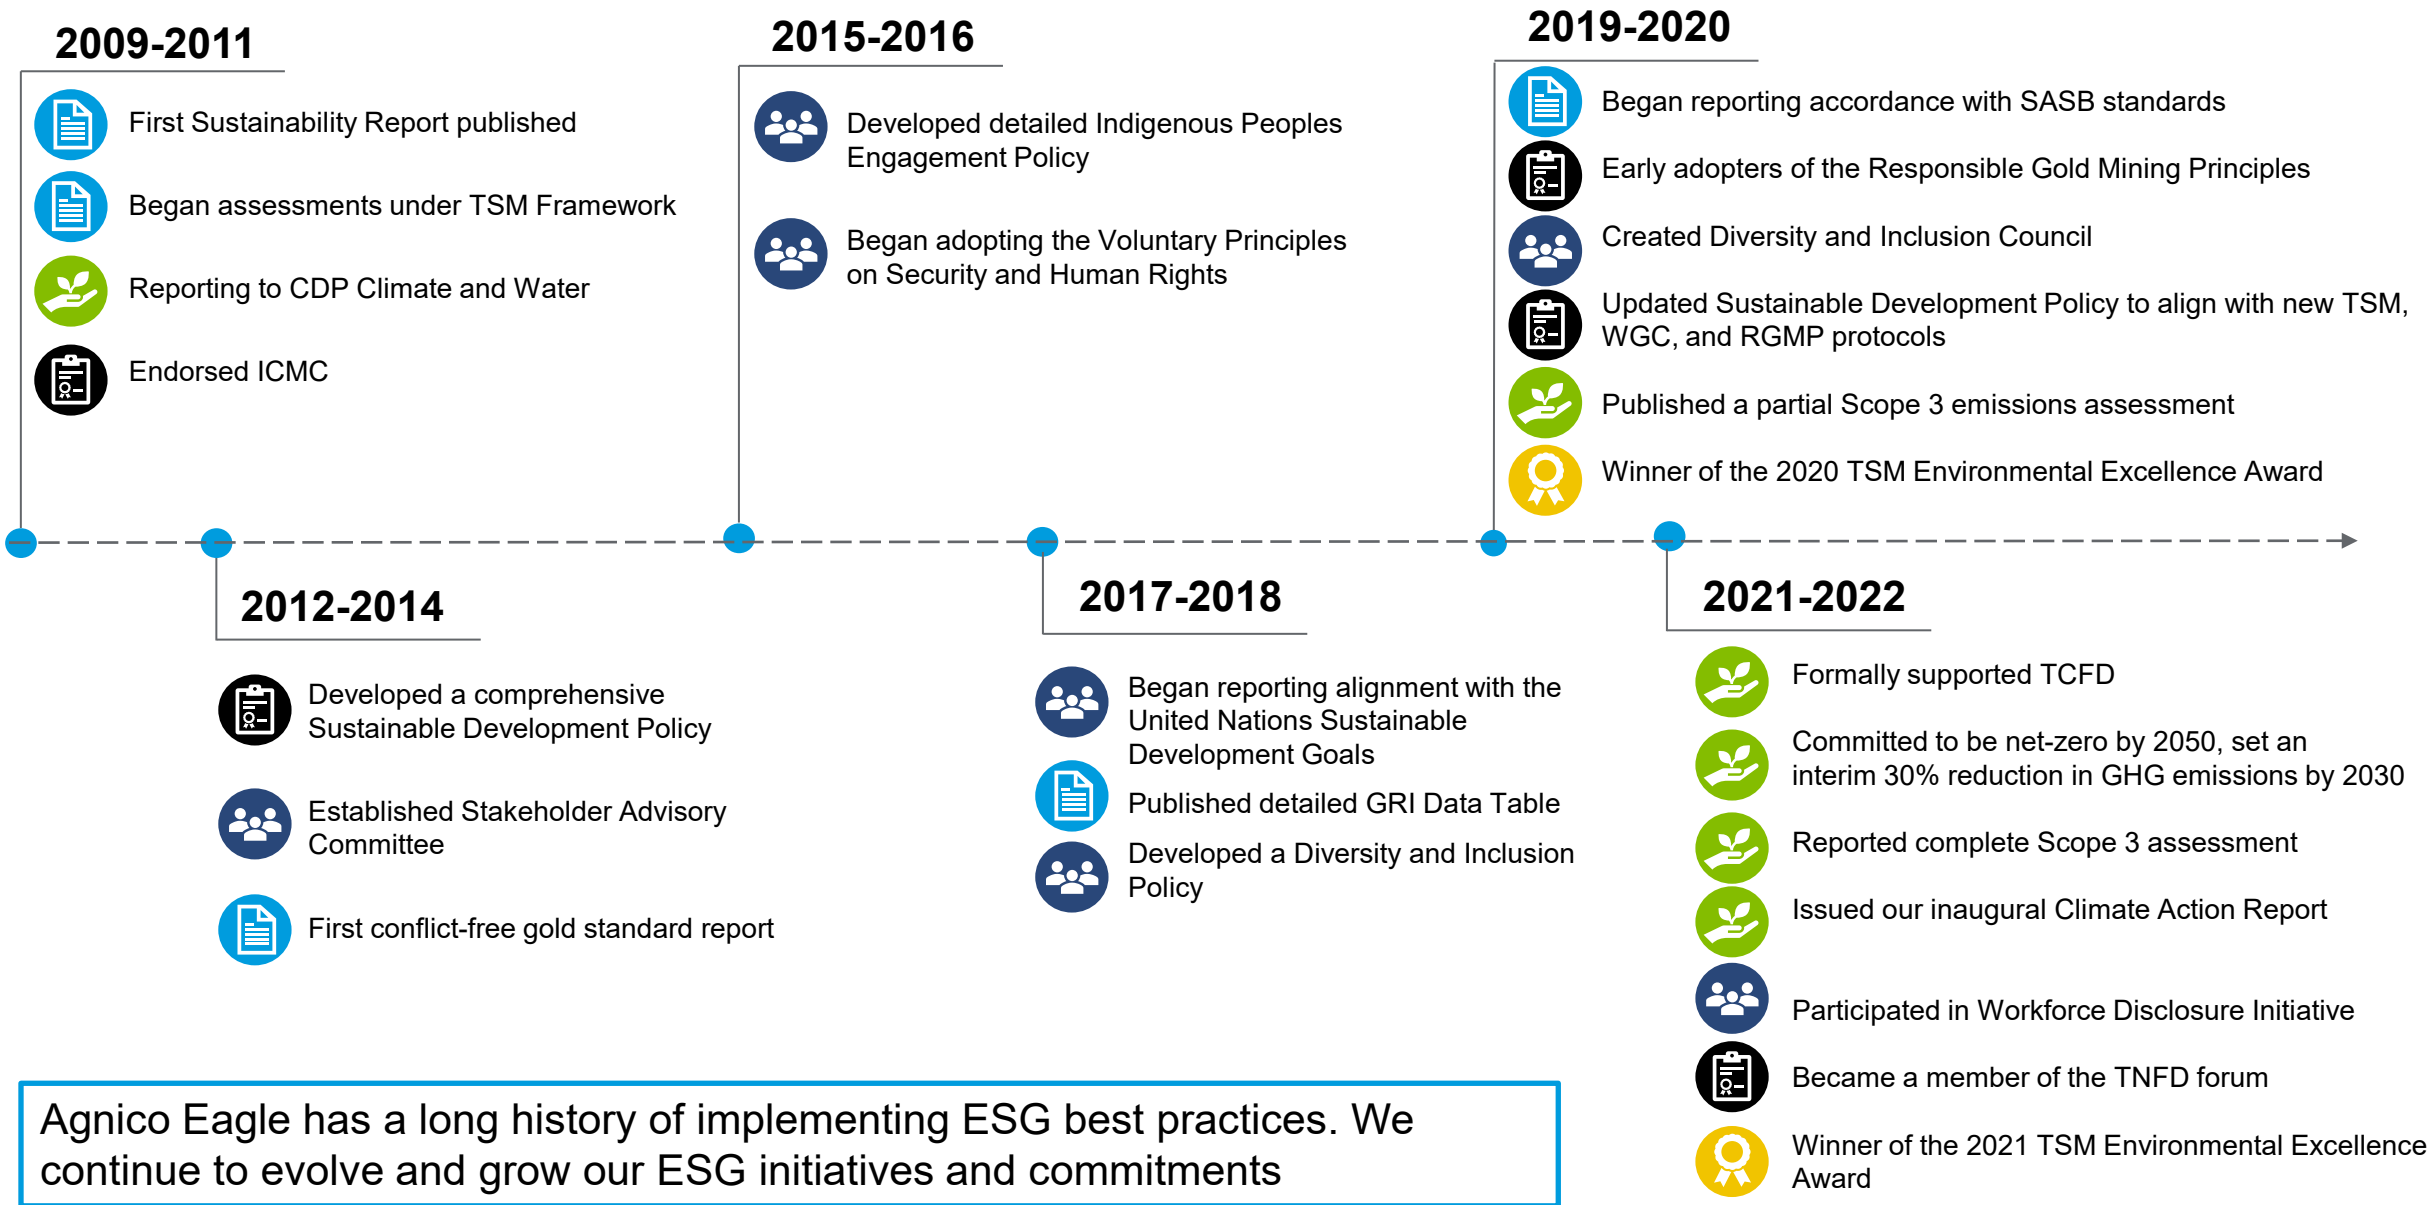 2009-2011
First Sustainability Report published
Began assessments under TSM Framework
Reporting to CDP Climate and Water
Endorsed ICMC
2012-2014
Developed a comprehensive
Sustainable Development Policy
Established Stakeholder Advisory
Committee
First conflict-free gold standard report
2015-2016
Developed detailed Indigenous Peoples
Engagement Policy
Began adopting the Voluntary Principles
on Security and Human Rights
2017-2018
Began reporting alignment with the
United Nations Sustainable
Development Goals
Published detailed GRI Data Table
Developed a Diversity and Inclusion
Policy
2019-2020
Began reporting accordance with SASB standards
Early adopters of the Responsible Gold Mining Principles
Created Diversity and Inclusion Council
Updated Sustainable Development Policy to align with new TSM,
WGC, and RGMP protocols
Published a partial Scope 3 emissions assessment
Winner of the 2020 TSM Environmental Excellence Award
2021-2022
Formally supported TCFD
Committed to be net-zero by 2050, set an
interim 30% reduction in GHG emissions by 2030
Reported complete Scope 3 assessment
Issued our inaugural Climate Action Report
Participated in Workforce Disclosure Initiative
Became a member of the TNFD forum
Winner of the 2021 TSM Environmental Excellence
Award
Agnico Eagle has a long history of implementing ESG best practices. We
continue to evolve and grow our ESG initiatives and commitments